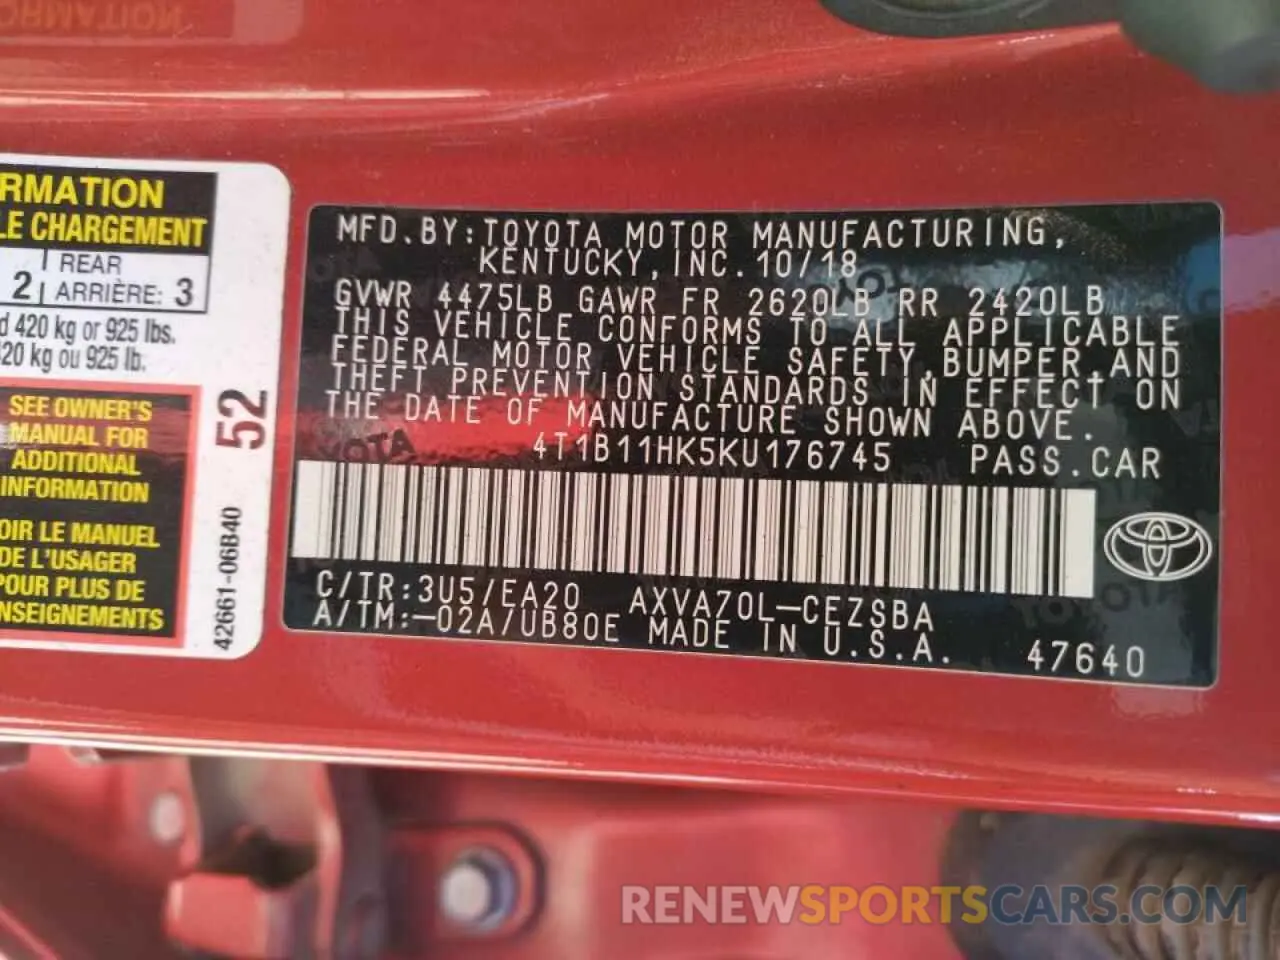 RMATION
LE CHARGEMENT
2 REAR
ARRIÈRE: 3
d 420 kg or 925 lbs.
20 kg ou 925 lb.
SEE OWNER'S
MANUAL FOR
ADDITIONAL
INFORMATION
OIR LE MANUEL
DE L'USAGER
POUR PLUS DE
NSEIGNEMENTS
52
42661-06B40
MFD.BY:TOYOTA MOTOR MANUFACTURING,
KENTUCKY,INC.10/18
GVWR 4475LB GAWR FR 2620LB RR 2420LB
THIS VEHICLE CONFORMS TO ALL APPLICABLE
FEDERAL MOTOR VEHICLE SAFETY,BUMPER,AND
THEFT PREVENTION STANDARDS IN EFFECT ON
THE DATE OF MANUFACTURE SHOWN ABOVE.
4T1B11HK5KU176745 PASS.CAR
C/TR:3U5/EA20 AXVA70L-CEZSBA
A/TM:-02A/UB80E MADE IN U.S.A. 47640
RENEWSPORTSCARS.COM